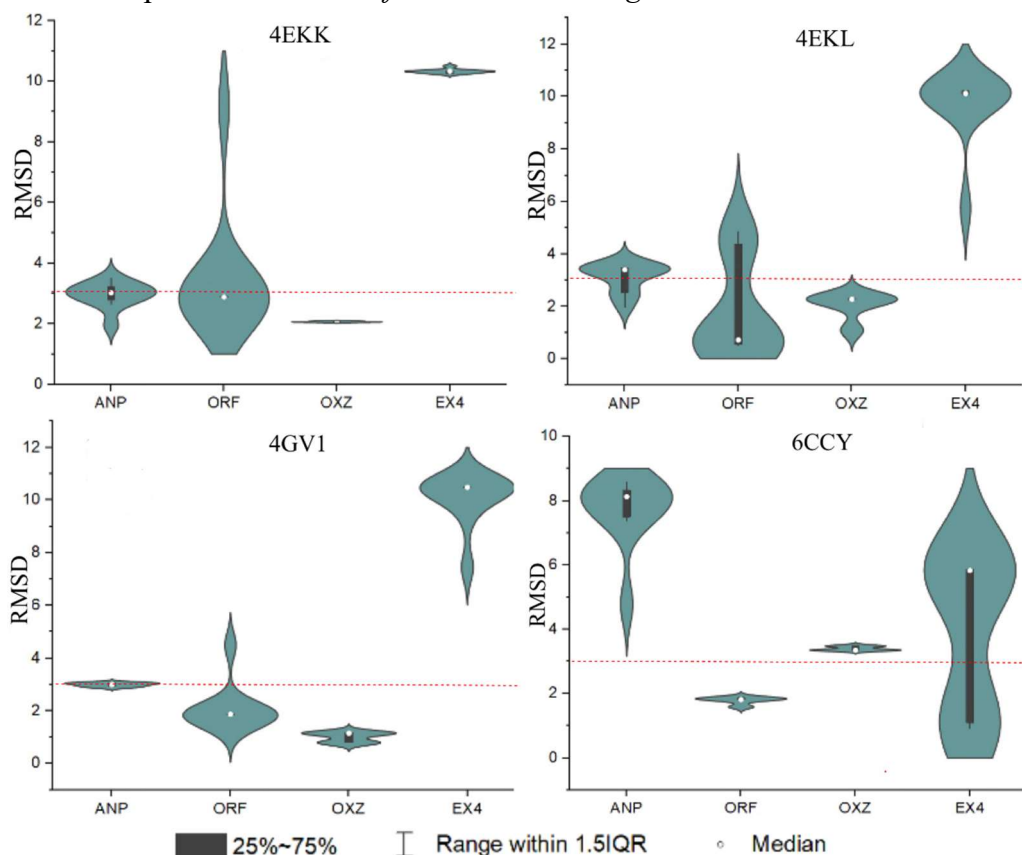 4EKK
12
10
8
6
4
2
0
RMSD
ANP ORF OXZ EX4
4EKL
12
10
8
6
4
2
0
RMSD
ANP ORF OXZ EX4
4GV1
12
10
8
6
4
2
0
RMSD
ANP ORF OXZ EX4
6CCY
10
8
6
4
2
0
RMSD
ANP ORF OXZ EX4
25%~75% Range within 1.5IQR Median